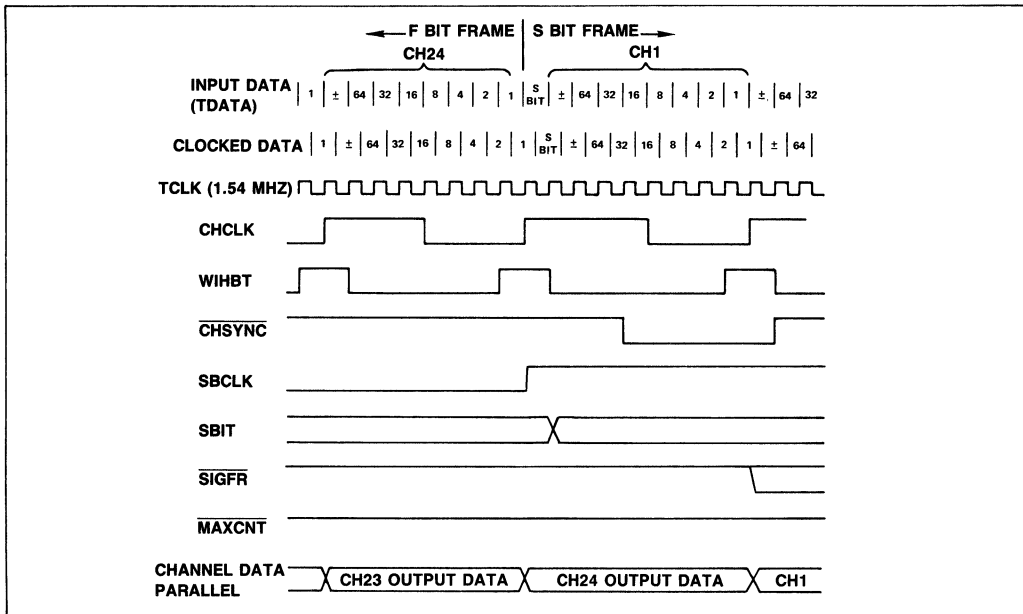 F BIT FRAME S BIT FRAME
CH24 CH1
INPUT DATA (TDATA) 1 ± 64 32 16 8 4 2 1 S BIT ± 64 32 16 8 4 2 1 ± 64 32
CLOCKED DATA 1 ± 64 32 16 8 4 2 1 S BIT ± 64 32 16 8 4 2 1 ± 64
TCLK (1.54 MHZ)
CHCLK
WIHBT
CHSYNC
SBCLK
SBIT
SIGFR
MAXCNT
CHANNEL DATA PARALLEL CH23 OUTPUT DATA CH24 OUTPUT DATA CH1